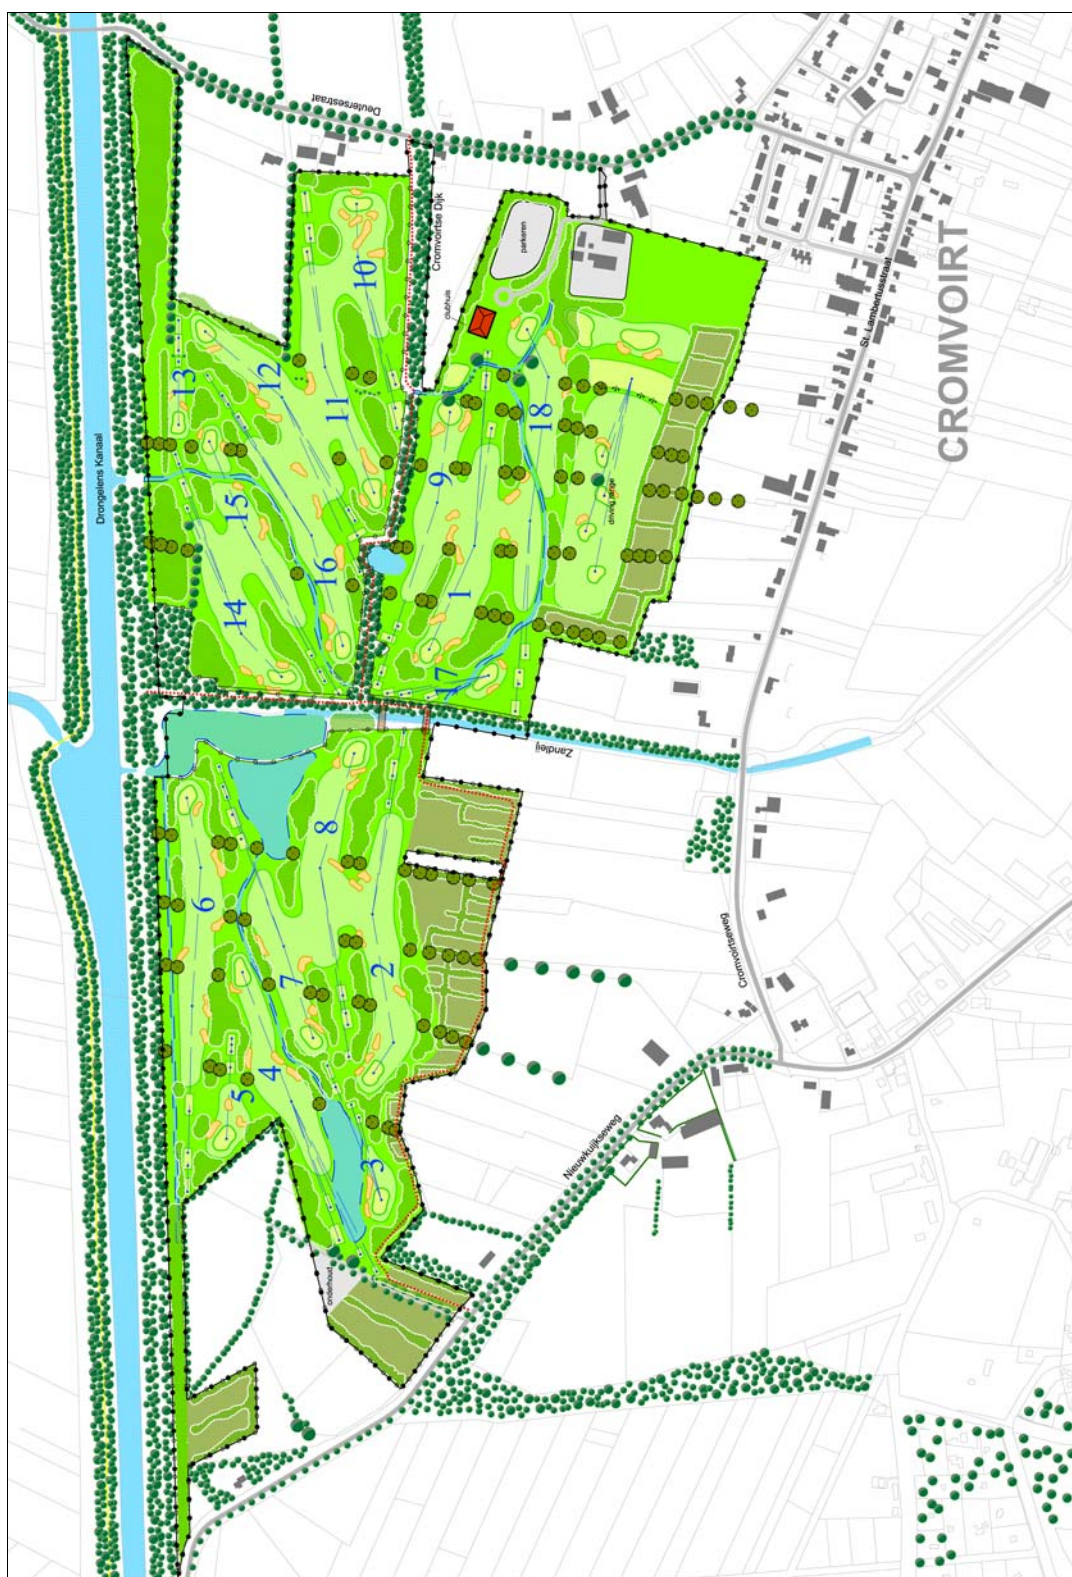 Deutersestraat
Drongelens Kanaal
Cromvoirtse Dijk
parkeren
clubhuis
St. Lambertusstraat
CROMVOIRT
10
12
13
11
18
9
15
driving range
16
1
14
17
Zandleij
8
6
2
7
4
5
3
Cromvoirtseweg
Nieuwkuijkseweg
onderhoud